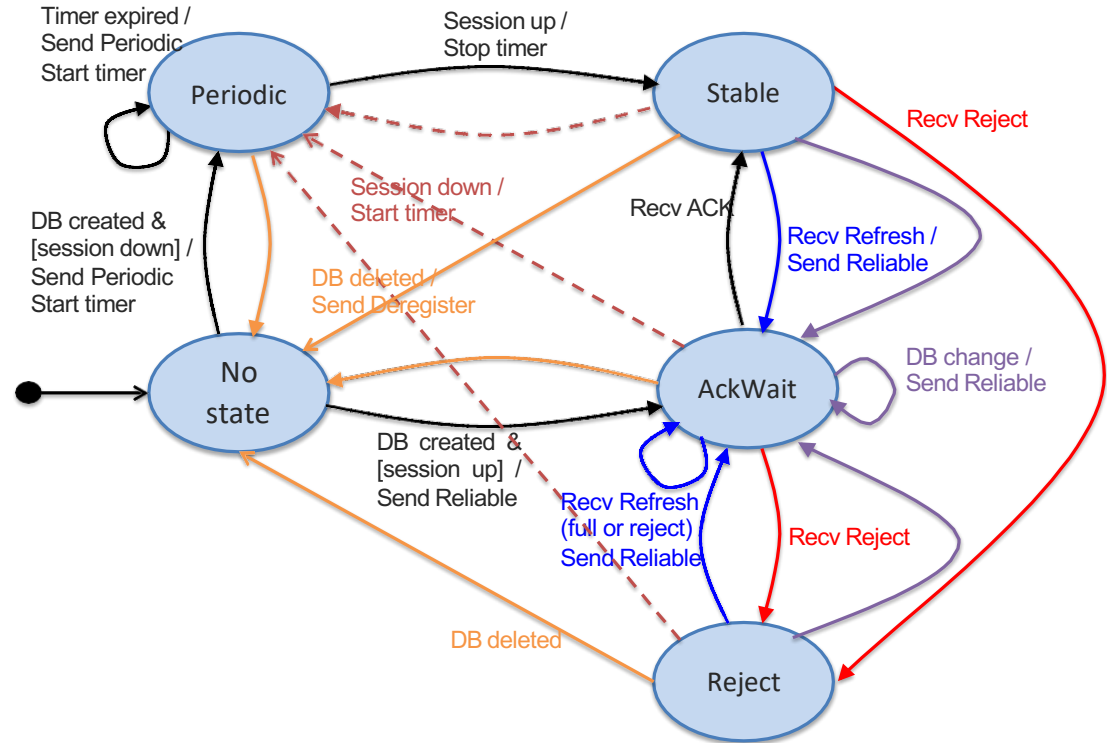 Timer expired /
Send Periodic
Start timer
Session up /
Stop timer
Periodic
Stable
Recv Reject
Session down /
Start timer
Recv ACK
DB created &
[session down] /
Send Periodic
Start timer
Recv Refresh /
Send Reliable
DB deleted /
Send Deregister
No
state
AckWait
DB change /
Send Reliable
DB created &
[session up] /
Send Reliable
Recv Refresh
(full or reject)
Send Reliable
Recv Reject
DB deleted
Reject